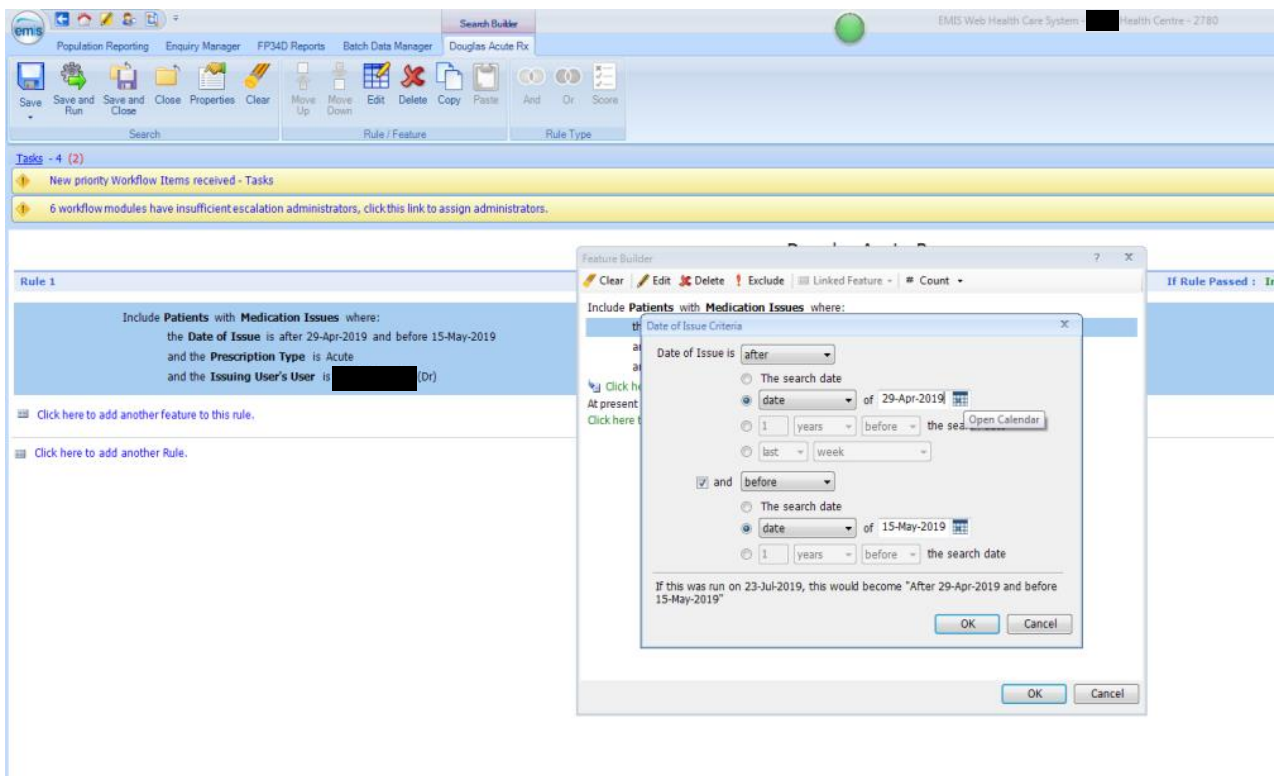 emis
Search Builder
EMIS Web Health Care System - Health Centre - 2780
Population Reporting Enquiry Manager FP34D Reports Batch Data Manager Douglas Acute Rx
Save Save and Run Save and Close Close Properties Clear Move Up Move Down Edit Delete Copy Paste And Or Score
Search Rule / Feature Rule Type
Tasks - 4 (2)
New priority Workflow Items received - Tasks
6 workflow modules have insufficient escalation administrators, click this link to assign administrators.
Rule 1
If Rule Passed :
Include Patients with Medication Issues where:
the Date of Issue is after 29-Apr-2019 and before 15-May-2019
and the Prescription Type is Acute
and the Issuing User's User is (Dr)
Click here to add another feature to this rule.
Click here to add another Rule.
Feature Builder ? X
Clear Edit Delete Exclude Linked Feature # Count
Include Patients with Medication Issues where:
At present
Date of Issue Criteria X
Date of Issue is after
The search date
date of 29-Apr-2019
Open Calendar
1 years before the
last week
and before
The search date
date of 15-May-2019
1 years before the search date
If this was run on 23-Jul-2019, this would become "After 29-Apr-2019 and before
15-May-2019"
OK Cancel
OK Cancel